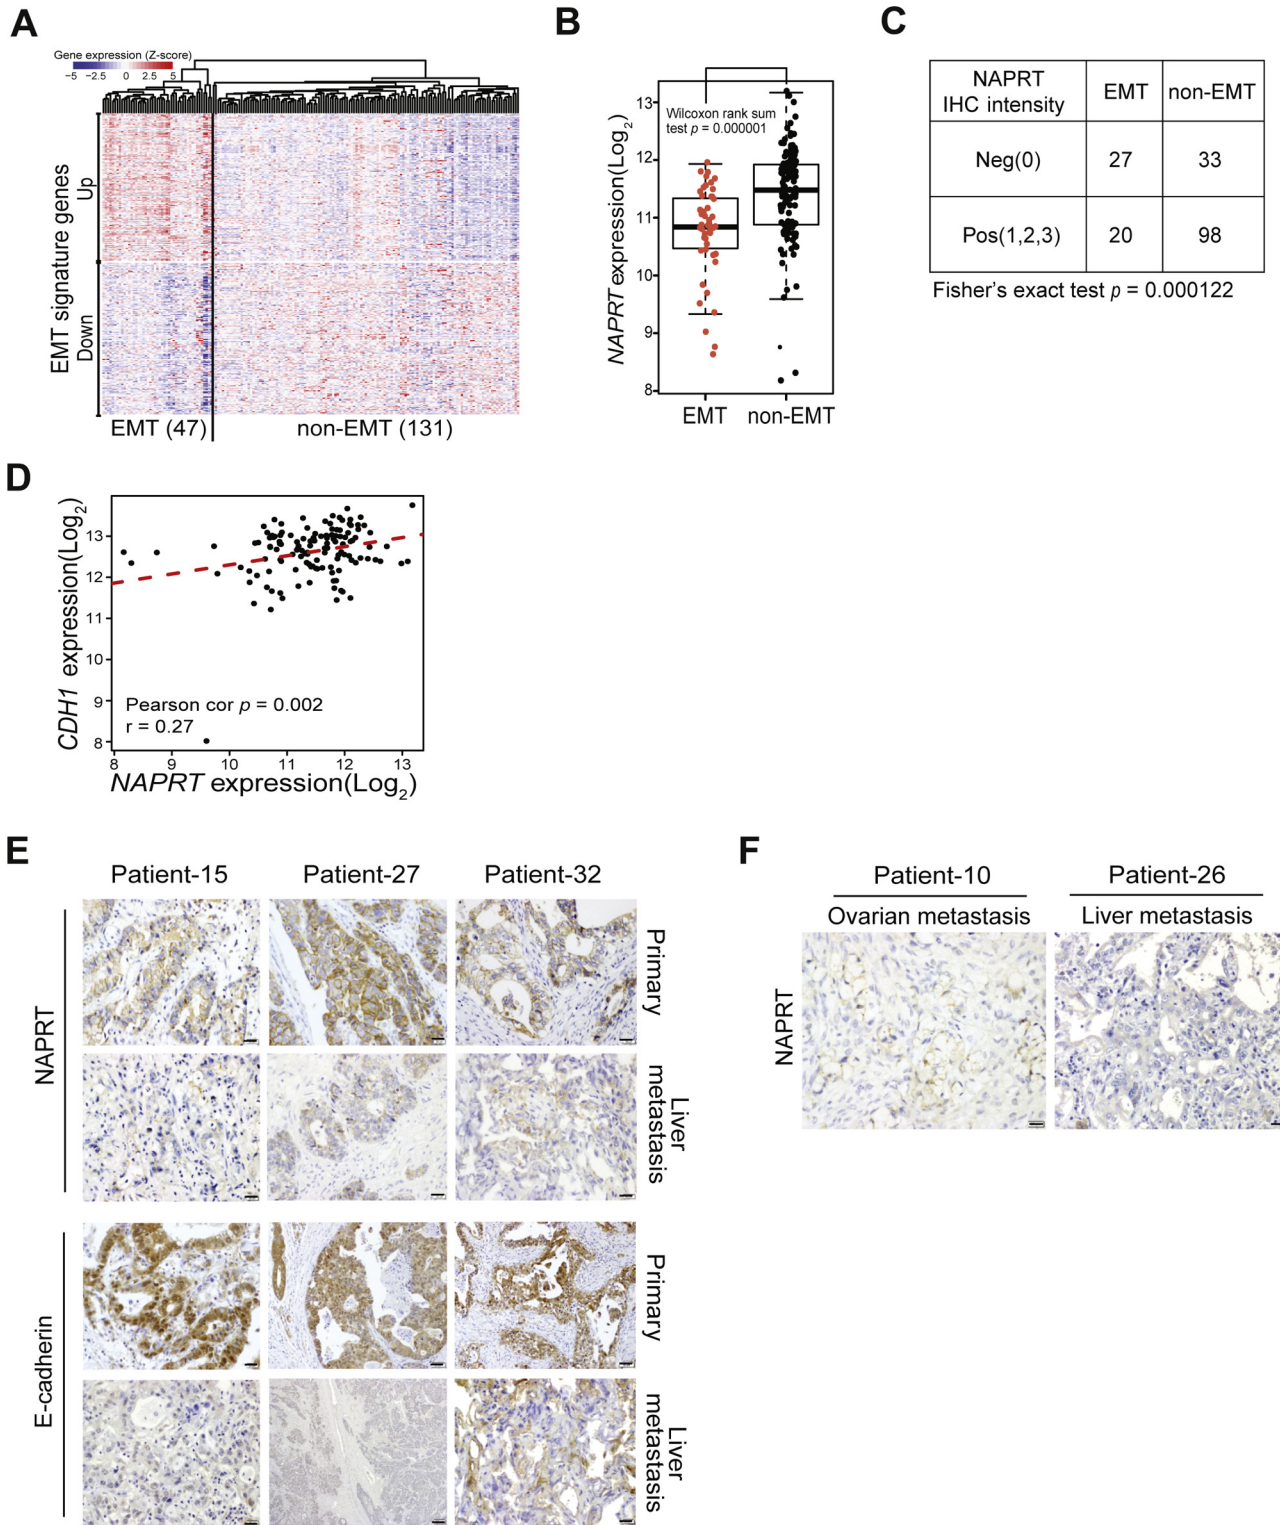 A
Gene expression (Z-score)
−5 −2.5 0 2.5 5
EMT signature genes
Up
Down
EMT (47)
non-EMT (131)
B
NAPRT expression(Log2)
13
12
11
10
9
8
Wilcoxon rank sum
test p = 0.000001
EMT non-EMT
C
NAPRT
IHC intensity
EMT
non-EMT
Neg(0) 27 33
Pos(1,2,3) 20 98
Fisher's exact test p = 0.000122
D
CDH1 expression(Log2)
13
12
11
10
9
8
Pearson cor p = 0.002
r = 0.27
8 9 10 11 12 13
NAPRT expression(Log2)
E
Patient-15 Patient-27 Patient-32
NAPRT
Primary
Liver
metastasis
E-cadherin
Primary
Liver
metastasis
F
Patient-10 Patient-26
Ovarian metastasis Liver metastasis
NAPRT